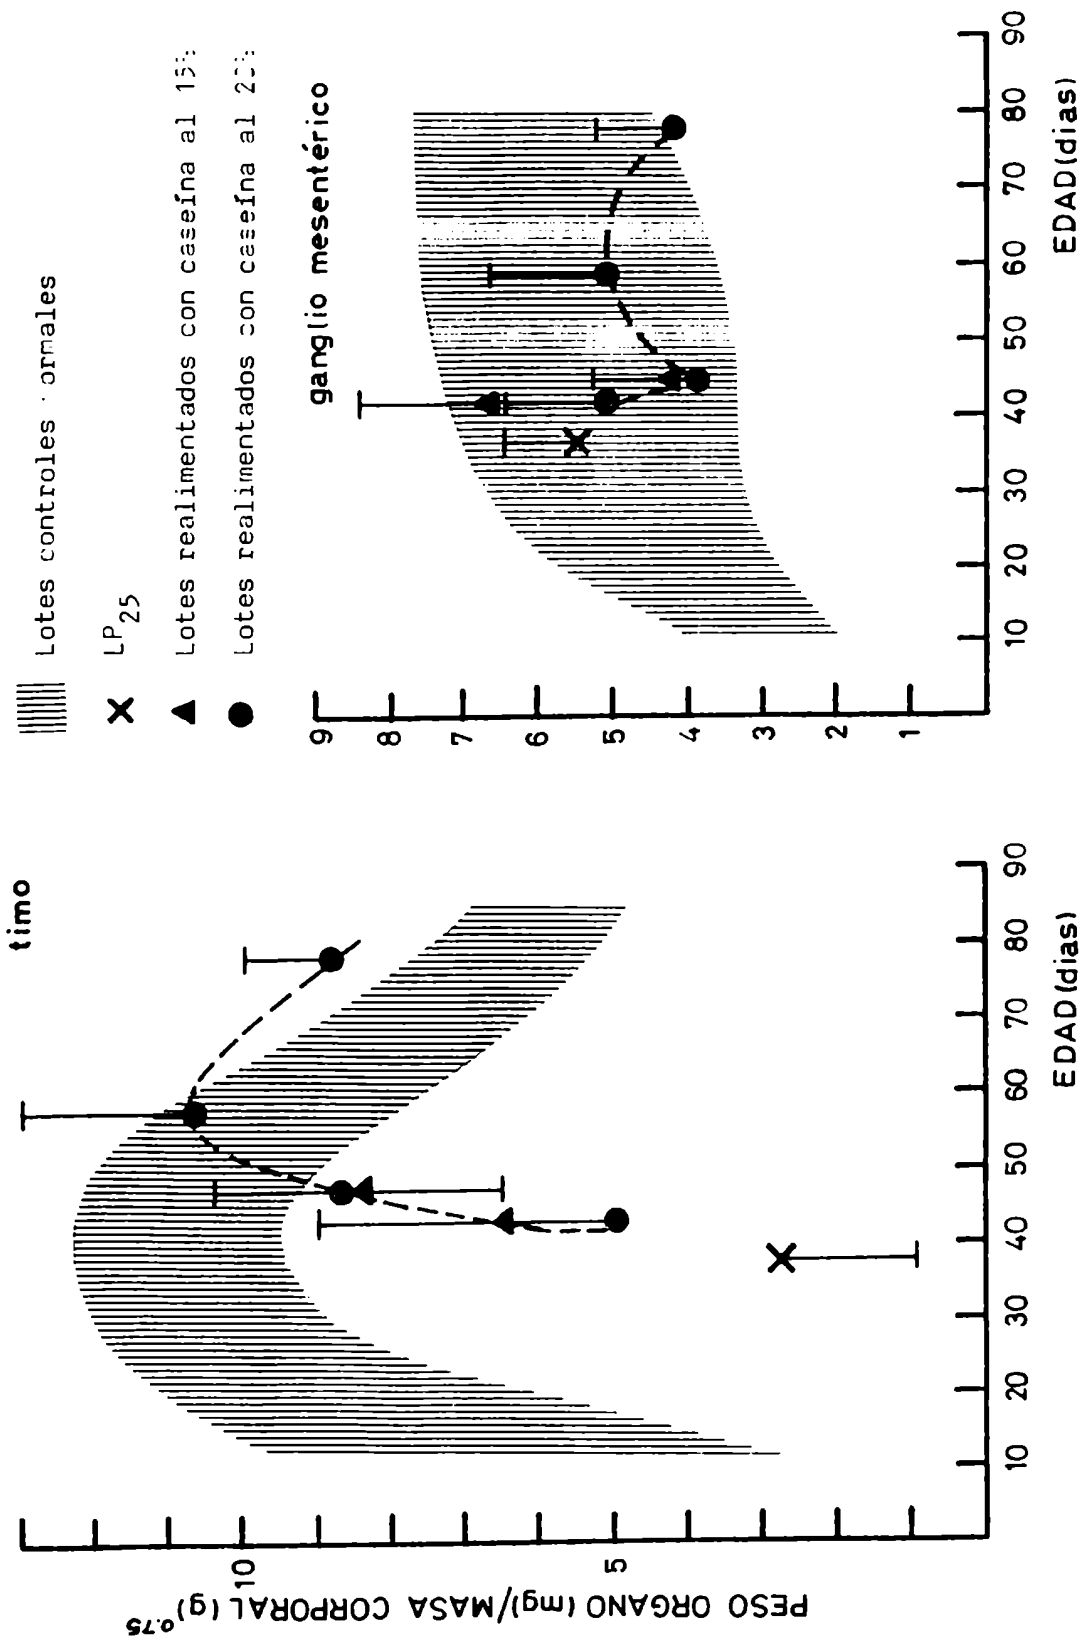 Lotes controles ormales
LP25
Lotes realimentados con caseína al 15%
Lotes realimentados con caseína al
timo
10
5
PESO ORGANO (mg)/MASA CORPORAL (g)0.75
10 20 30 40 50 60 70 80 90
EDAD(dias)
ganglio mesentérico
9
8
7
6
5
4
3
2
1
10 20 30 40 50 60 70 80 90
EDAD(dias)